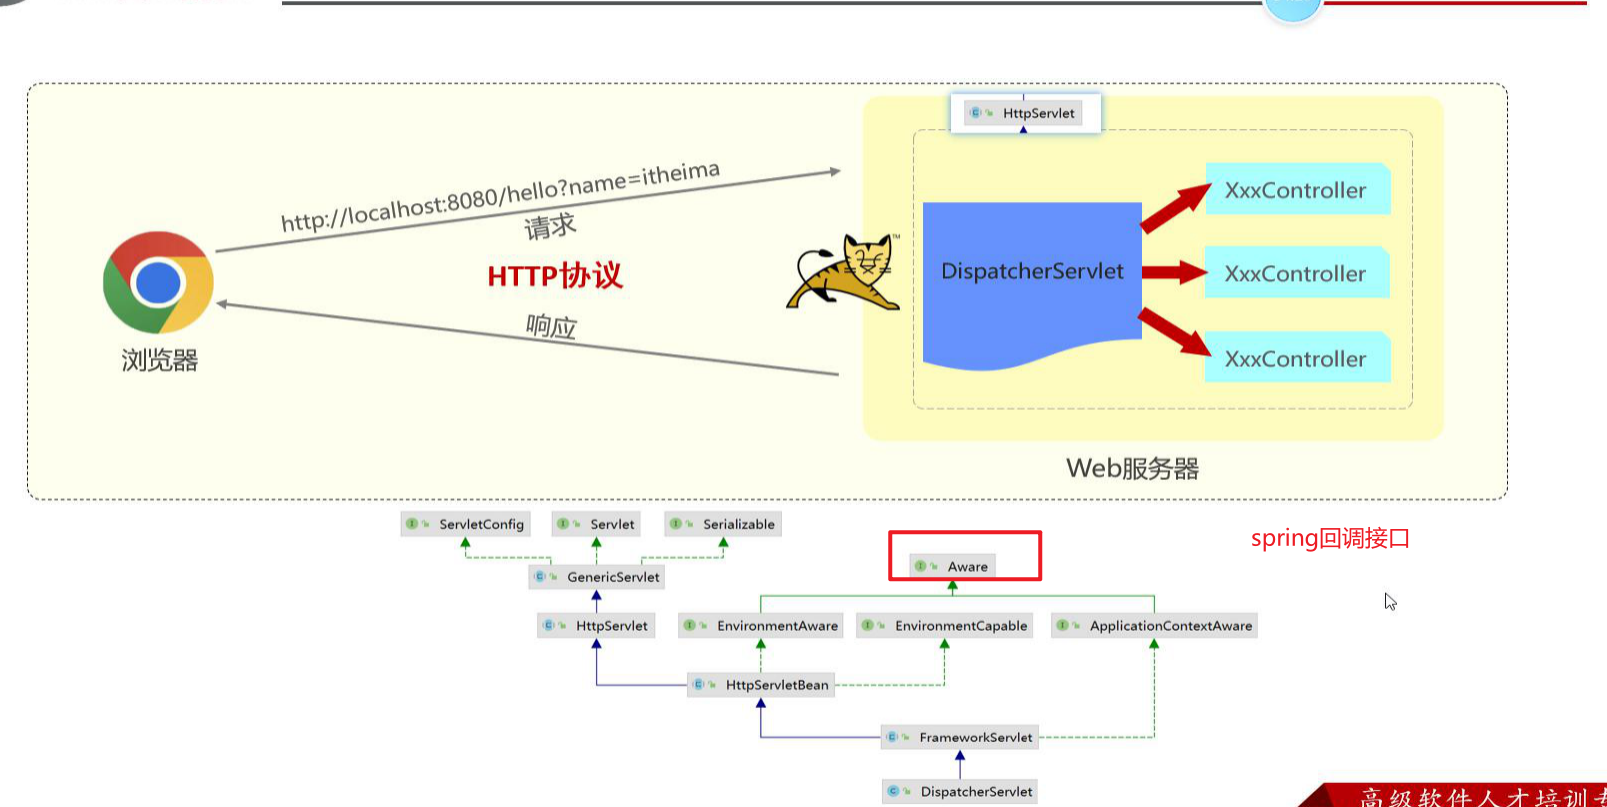 HttpServlet
http://localhost:8080/hello?name=itheima
请求
HTTP协议
响应
浏览器
TM
DispatcherServlet
XxxController
XxxController
XxxController
Web服务器
ServletConfig
Servlet
Serializable
spring回调接口
Aware
GenericServlet
HttpServlet
EnvironmentAware
EnvironmentCapable
ApplicationContextAware
HttpServletBean
FrameworkServlet
DispatcherServlet
高级软件人才培训